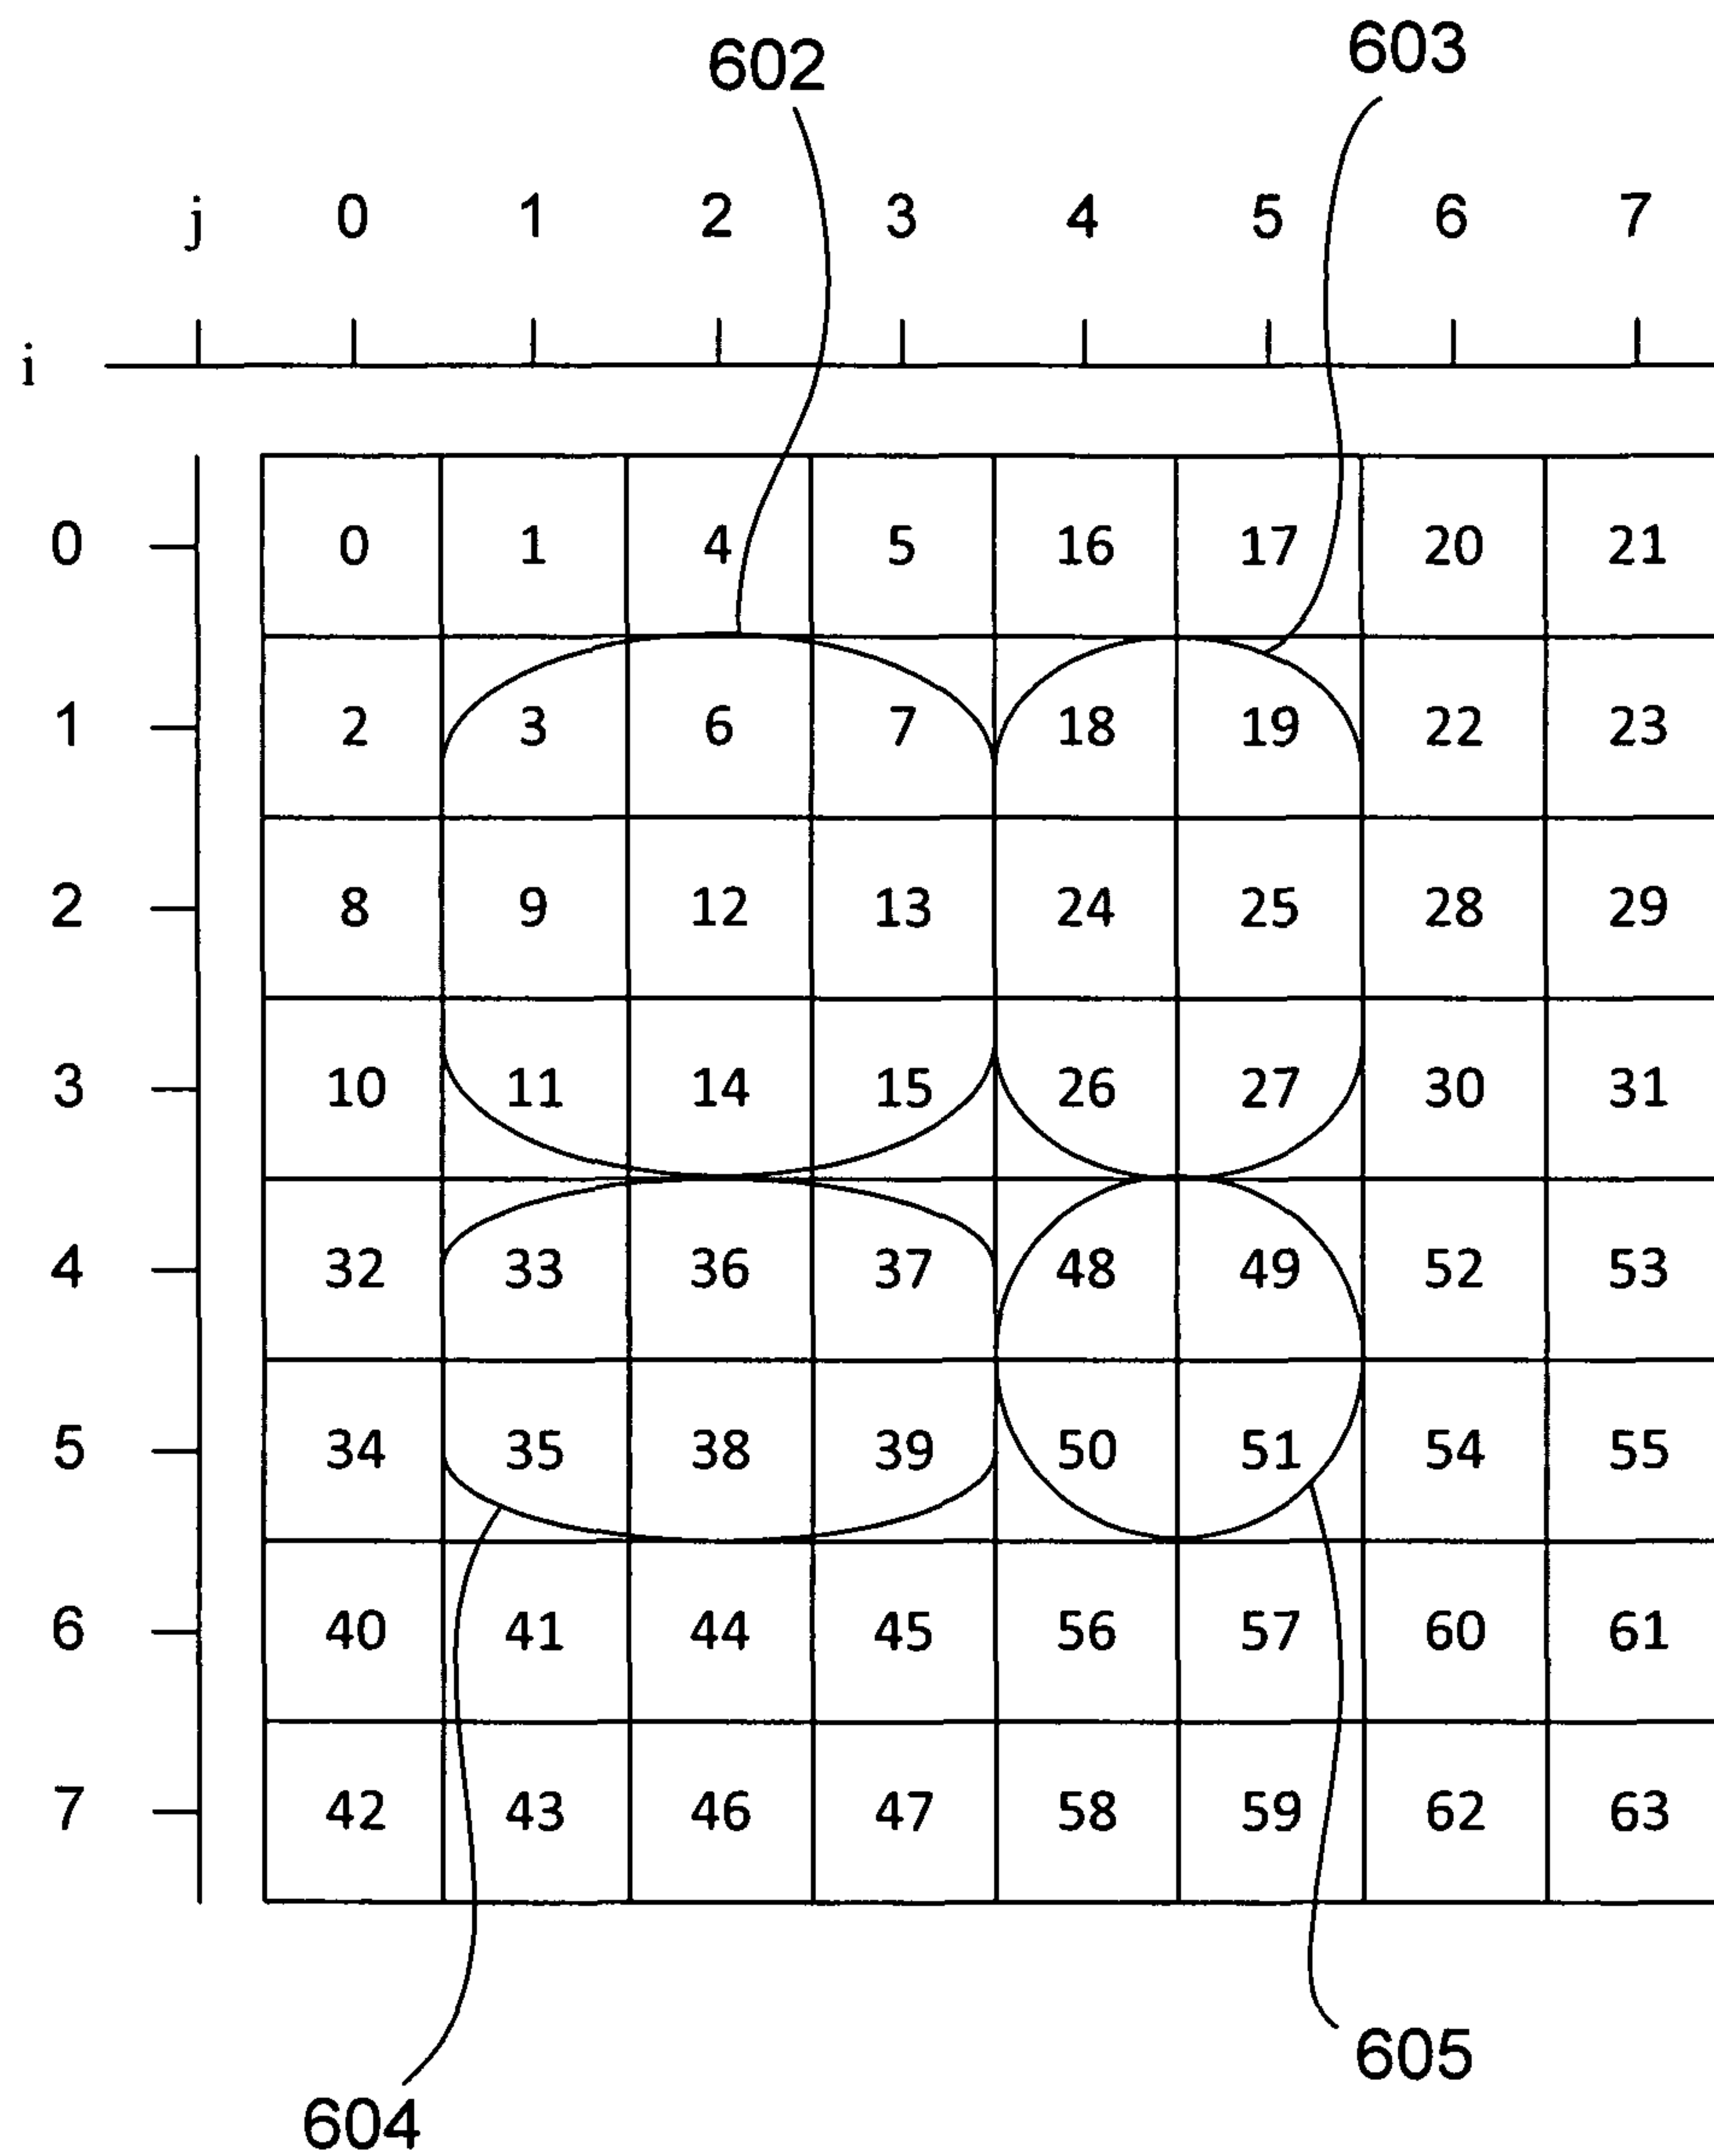 602 603
j 0 1 2 3 4 5 6 7
i
0 0 1 4 5 16 17 20 21
1 2 3 6 7 18 19 22 23
2 8 9 12 13 24 25 28 29
3 10 11 14 15 26 27 30 31
4 32 33 36 37 48 49 52 53
5 34 35 38 39 50 51 54 55
6 40 41 44 45 56 57 60 61
7 42 43 46 47 58 59 62 63
605
604